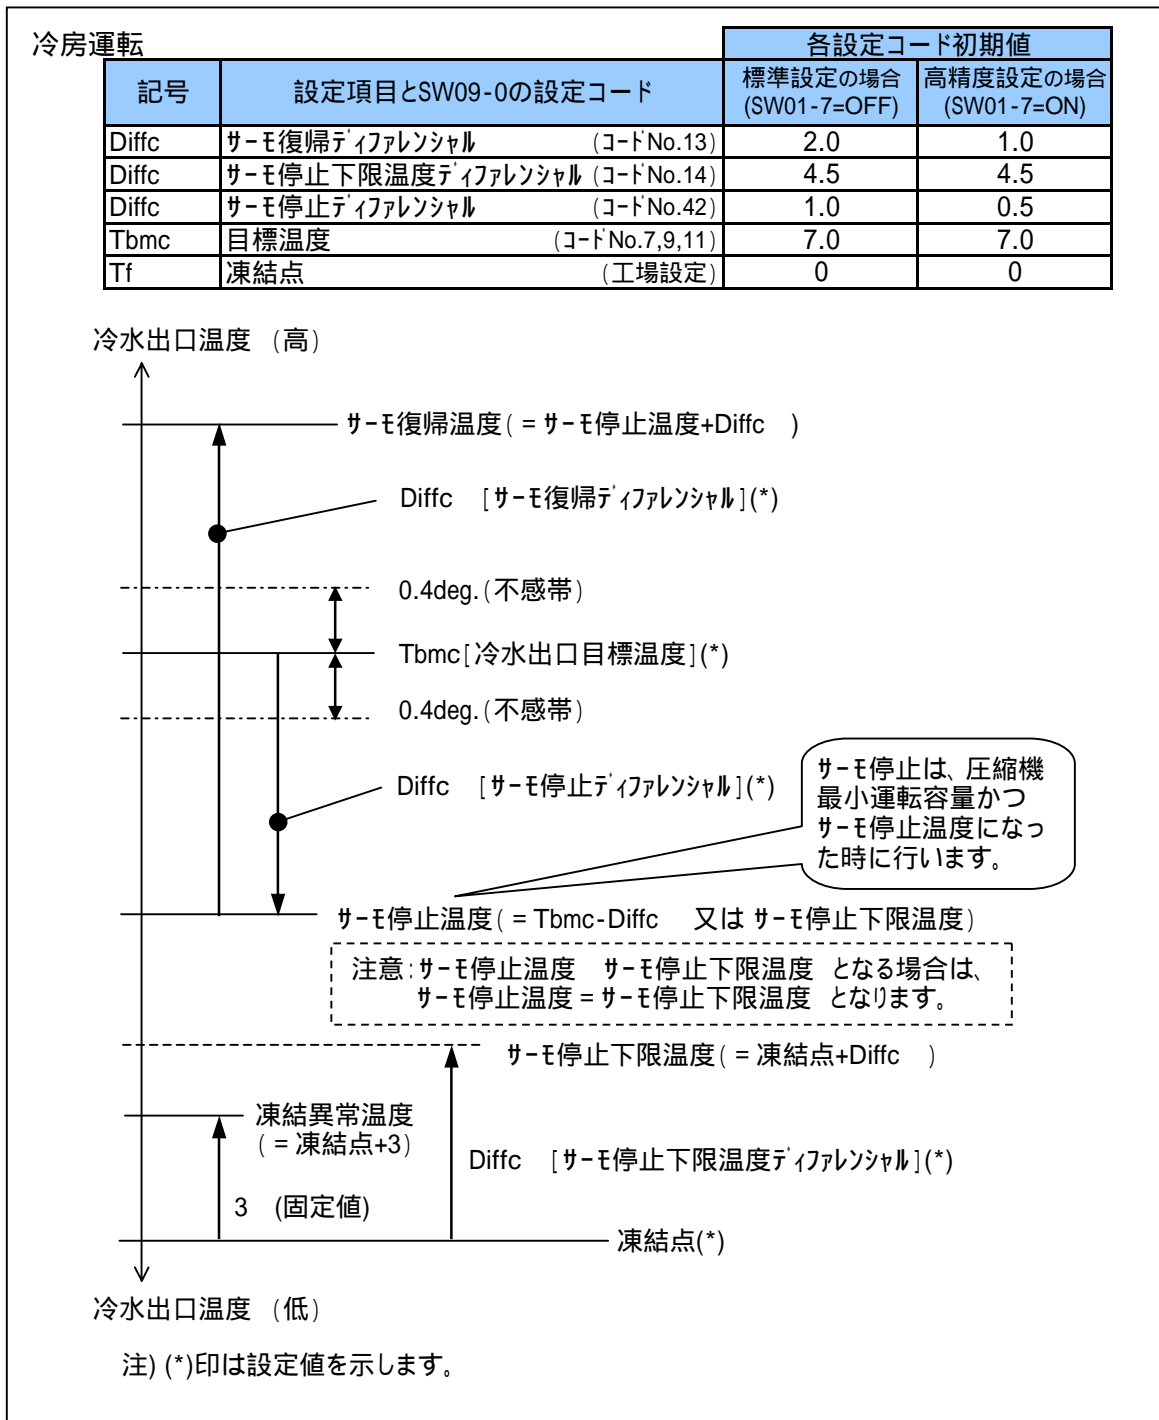 冷房運転
各設定コード初期値
記号 設定項目とSW09-0の設定コード 標準設定の場合 (SW01-7=OFF) 高精度設定の場合 (SW01-7=ON)
Diffc ｻｰﾓ復帰ﾃﾞｨﾌｧﾚﾝｼｬﾙ (ｺｰﾄﾞNo.13) 2.0 1.0
Diffc ｻｰﾓ停止下限温度ﾃﾞｨﾌｧﾚﾝｼｬﾙ (ｺｰﾄﾞNo.14) 4.5 4.5
Diffc ｻｰﾓ停止ﾃﾞｨﾌｧﾚﾝｼｬﾙ (ｺｰﾄﾞNo.42) 1.0 0.5
Tbmc 目標温度 (ｺｰﾄﾞNo.7,9,11) 7.0 7.0
Tf 凍結点 (工場設定) 0 0
冷水出口温度 (高)
ｻｰﾓ復帰温度(=ｻｰﾓ停止温度+Diffc )
Diffc [ｻｰﾓ復帰ﾃﾞｨﾌｧﾚﾝｼｬﾙ](*)
0.4deg.(不感帯)
Tbmc[冷水出口目標温度](*)
0.4deg.(不感帯)
Diffc [ｻｰﾓ停止ﾃﾞｨﾌｧﾚﾝｼｬﾙ](*)
ｻｰﾓ停止は、圧縮機
最小運転容量かつ
ｻｰﾓ停止温度になっ
た時に行います。
ｻｰﾓ停止温度(=Tbmc-Diffc 又は ｻｰﾓ停止下限温度)
注意:ｻｰﾓ停止温度 ｻｰﾓ停止下限温度 となる場合は、
ｻｰﾓ停止温度=ｻｰﾓ停止下限温度 となります。
ｻｰﾓ停止下限温度(=凍結点+Diffc )
凍結異常温度
(=凍結点+3)
Diffc [ｻｰﾓ停止下限温度ﾃﾞｨﾌｧﾚﾝｼｬﾙ](*)
3 (固定値)
凍結点(*)
冷水出口温度 (低)
注) (*)印は設定値を示します。